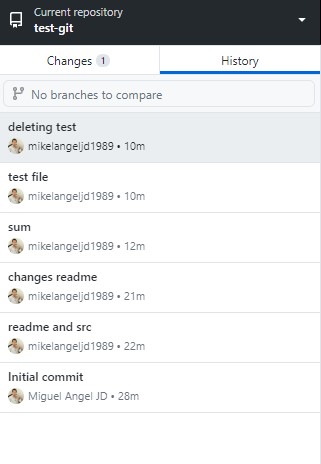 Current repository
test-git
Changes 1
History
No branches to compare
deleting test
mikelangeljd1989 • 10m
test file
mikelangeljd1989 • 10m
sum
mikelangeljd1989 • 12m
changes readme
mikelangeljd1989 • 21m
readme and src
mikelangeljd1989 • 22m
Initial commit
Miguel Angel JD • 28m